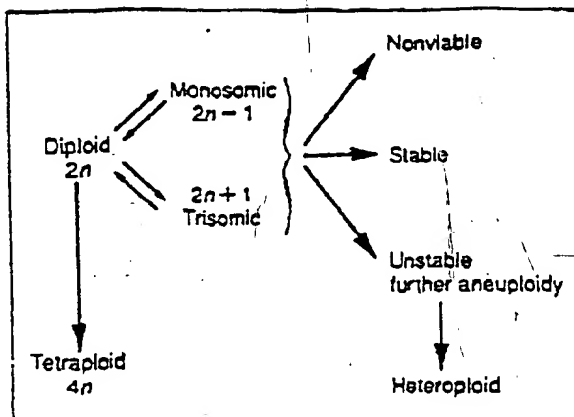 Nonviable
Monosomic
2n – 1
Diploid
2n
Stable
2n + 1
Trisomic
Unstable
further aneuploidy
Tetraploid
4n
Heteroploid